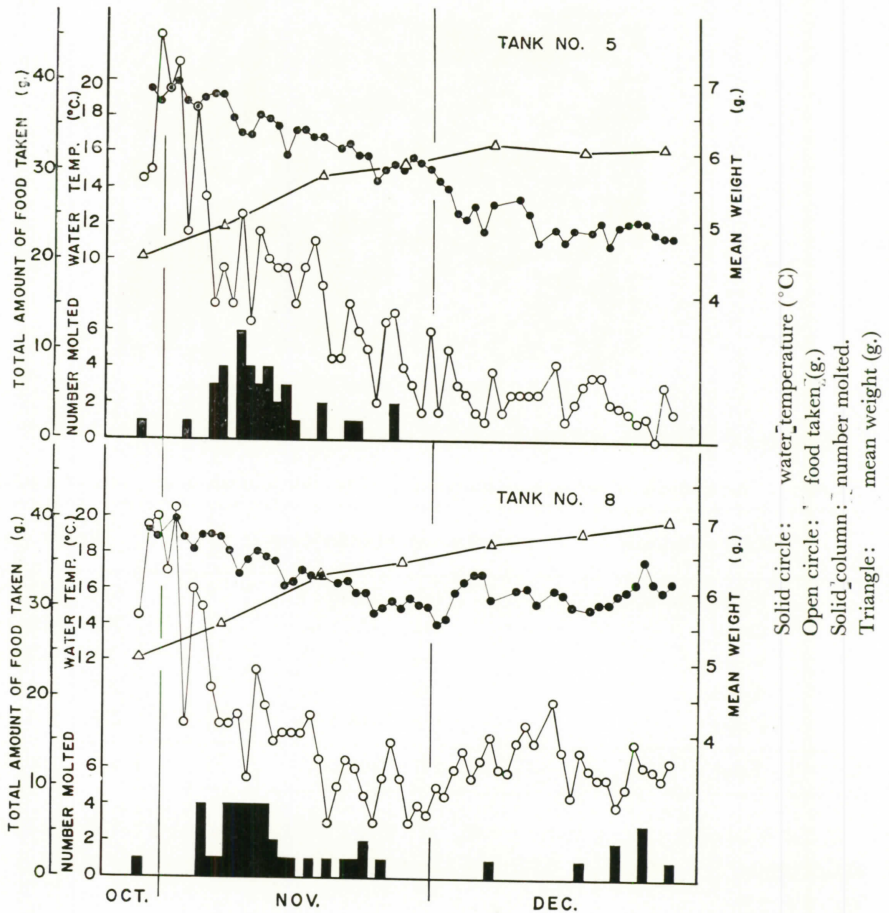 TANK NO. 5
TOTAL AMOUNT OF FOOD TAKEN (g.)
40
30
20
10
0
WATER TEMP. (°C.)
20
18
16
14
12
10
NUMBER MOLTED
6
4
2
0
MEAN WEIGHT (g.)
7
6
5
4
TANK NO. 8
TOTAL AMOUNT OF FOOD TAKEN (g.)
40
30
20
10
0
WATER TEMP. (°C.)
20
18
16
14
12
NUMBER MOLTED
6
4
2
0
MEAN WEIGHT (g.)
7
6
5
4
OCT. NOV. DEC.
Solid circle: water temperature (°C)
Open circle: food taken (g.)
Solid column: number molted.
Triangle: mean weight (g.)